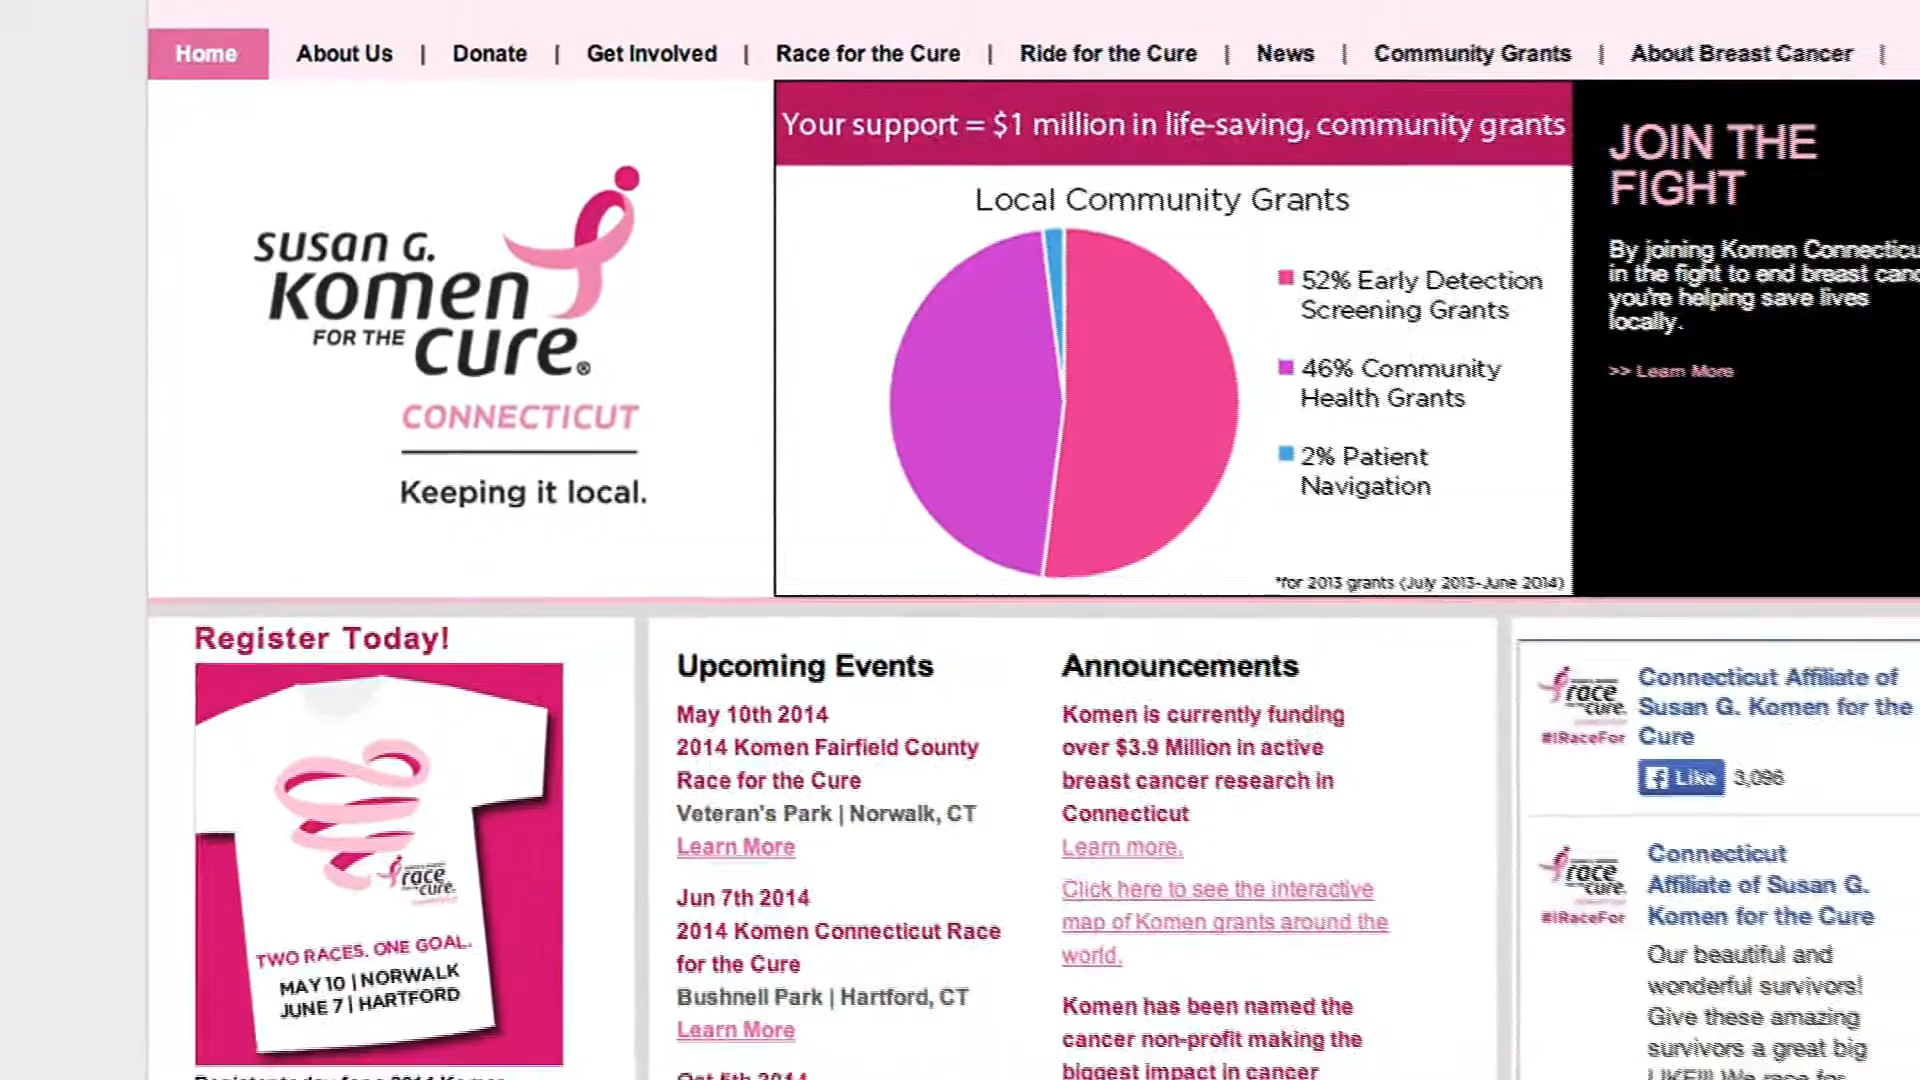 Home
About Us | Donate | Get Involved | Race for the Cure | Ride for the Cure | News | Community Grants | About Breast Cancer |
susan G.
komen
FOR THE cure®
CONNECTICUT
Keeping it local.
Your support = $1 million in life-saving, community grants
Local Community Grants
52% Early Detection
Screening Grants
46% Community
Health Grants
2% Patient
Navigation
*for 2013 grants (July 2013-June 2014)
JOIN THE
FIGHT
By joining Komen Connecticu
in the fight to end breast canc
you're helping save lives
locally.
>> Learn More
Register Today!
race
cure.
TWO RACES. ONE GOAL.
MAY 10 | NORWALK
JUNE 7 | HARTFORD
Upcoming Events
May 10th 2014
2014 Komen Fairfield County
Race for the Cure
Veteran's Park | Norwalk, CT
Learn More
Jun 7th 2014
2014 Komen Connecticut Race
for the Cure
Bushnell Park | Hartford, CT
Learn More
Announcements
Komen is currently funding
over $3.9 Million in active
breast cancer research in
Connecticut
Learn more.
Click here to see the interactive
map of Komen grants around the
world.
Komen has been named the
cancer non-profit making the
biggest impact in cancer
race
cure.
#IRaceFor
Connecticut Affiliate of
Susan G. Komen for the
Cure
Like 3,096
race
cure.
#IRaceFor
Connecticut
Affiliate of Susan G.
Komen for the Cure
Our beautiful and
wonderful survivors!
Give these amazing
survivors a great big